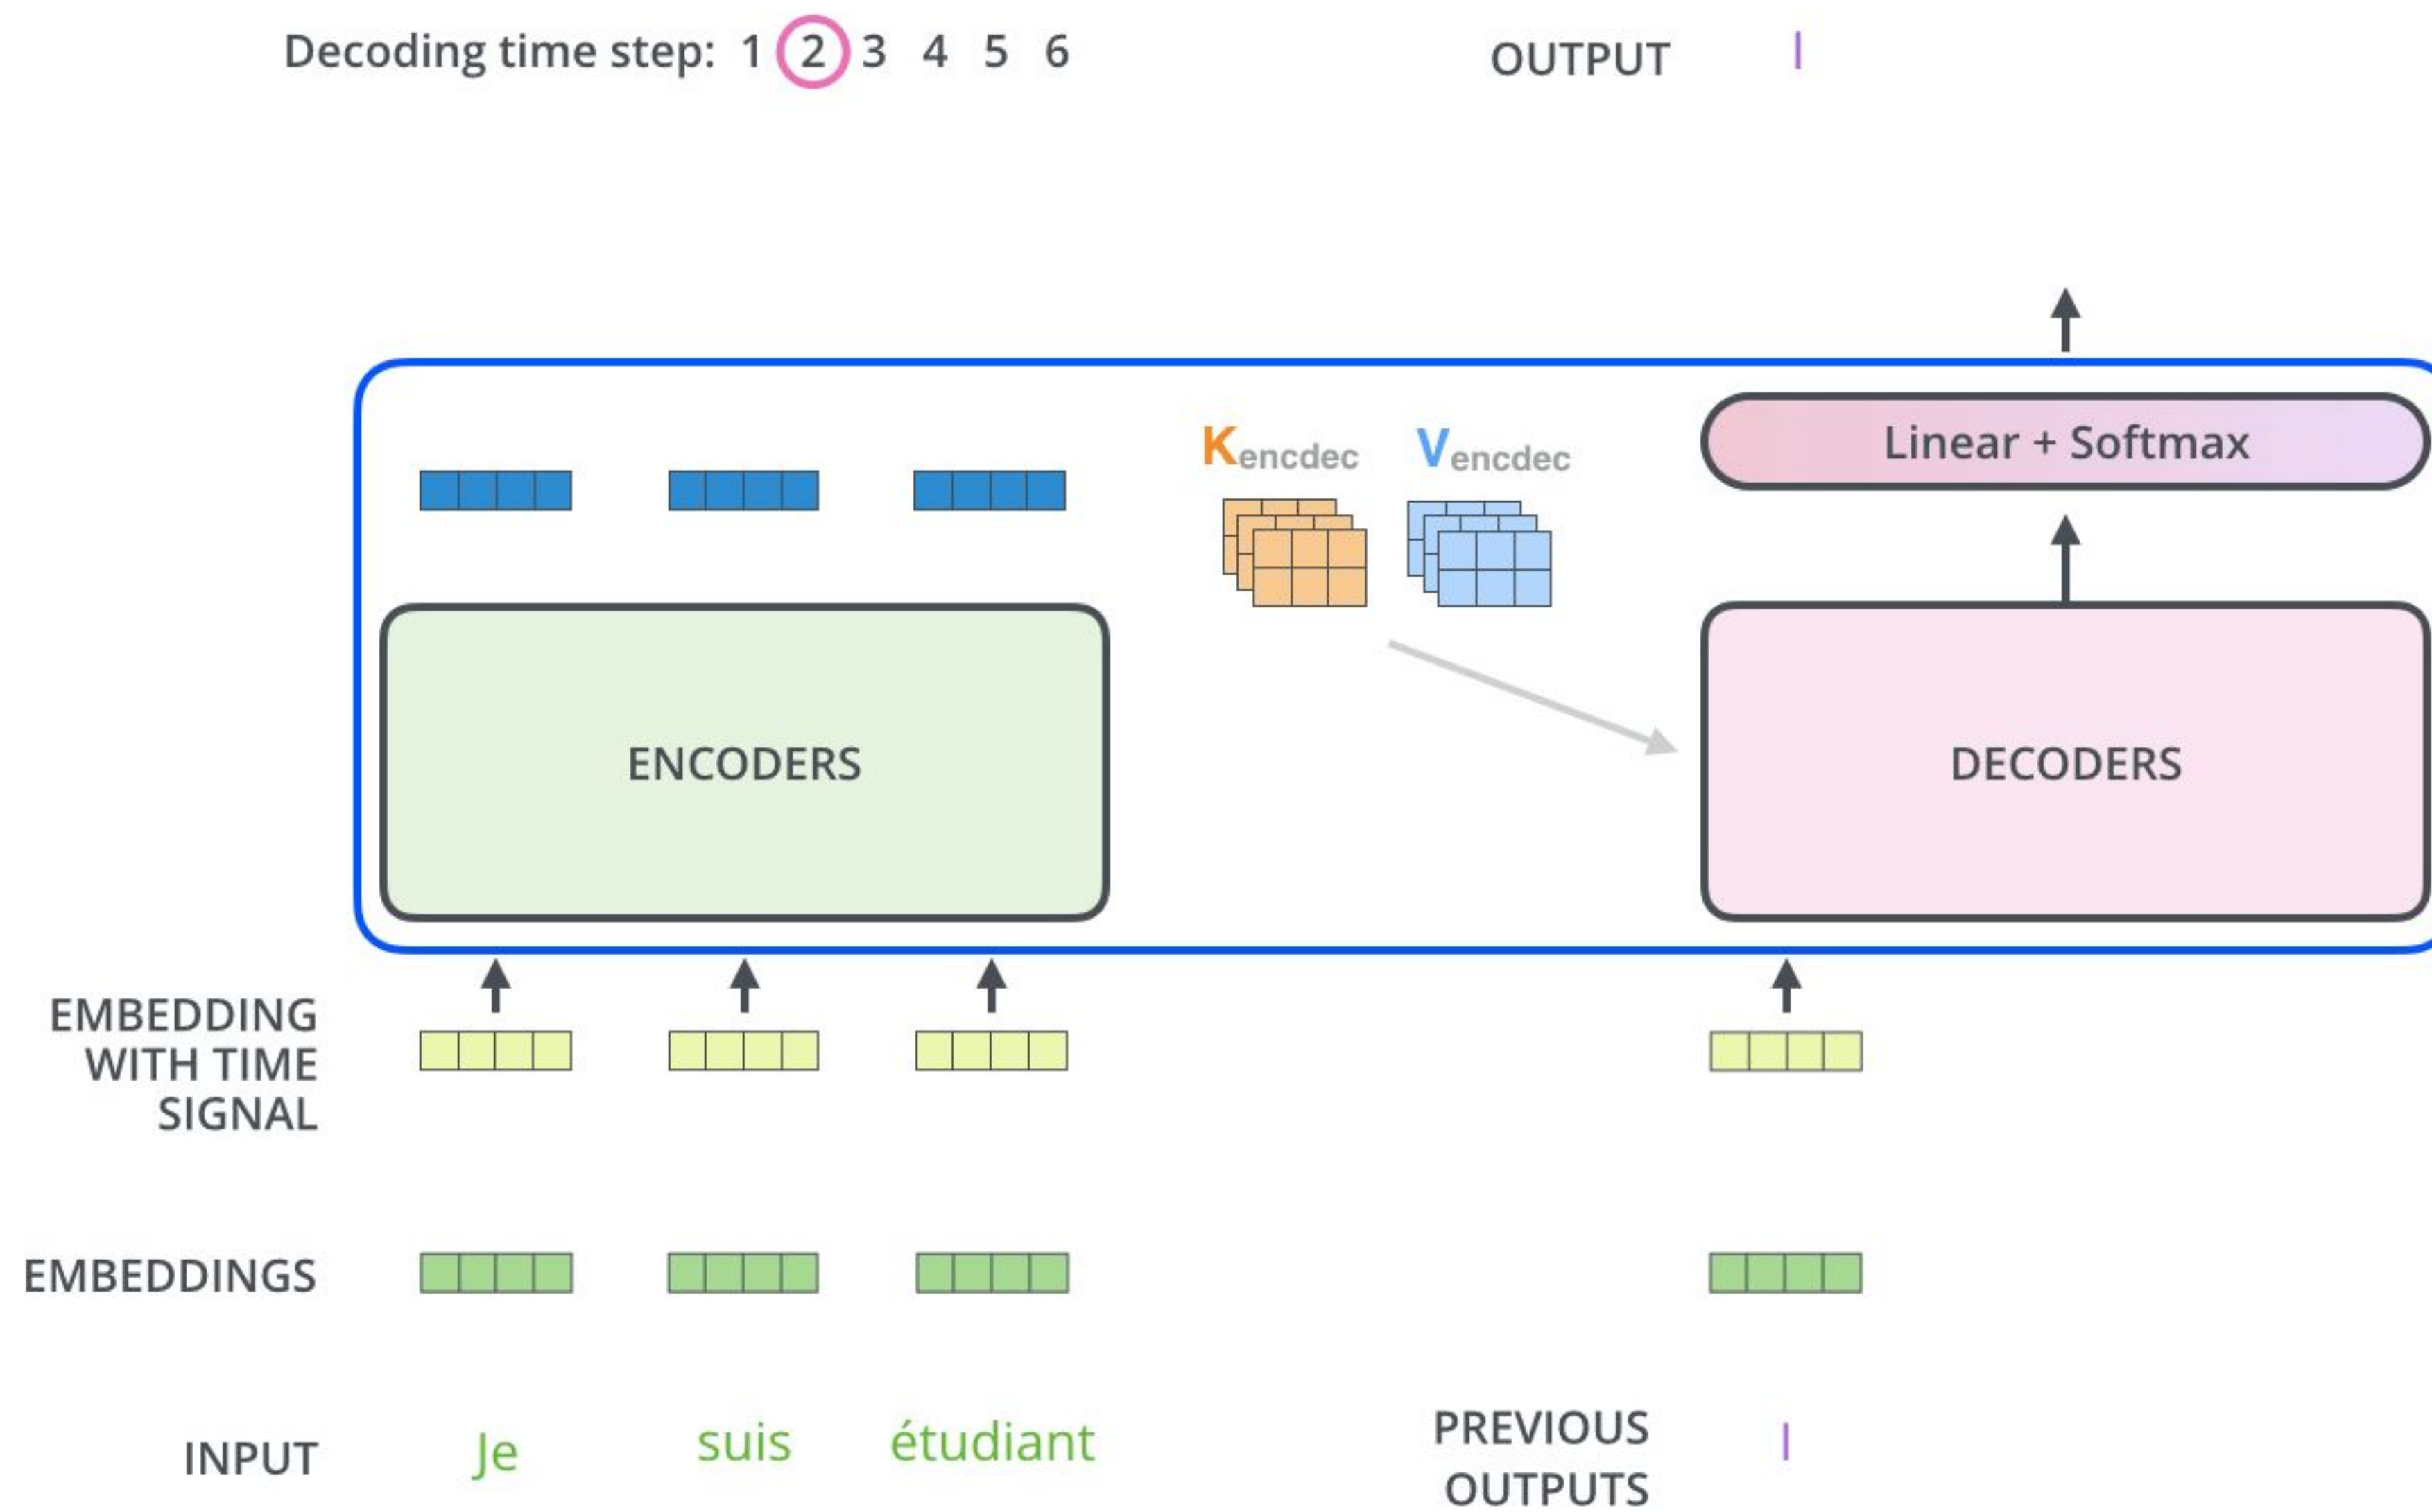 Decoding time step: 1 2 3 4 5 6
OUTPUT I
Kencdec Vencdec
Linear + Softmax
ENCODERS
DECODERS
EMBEDDING
WITH TIME
SIGNAL
EMBEDDINGS
INPUT Je suis étudiant
PREVIOUS
OUTPUTS
I